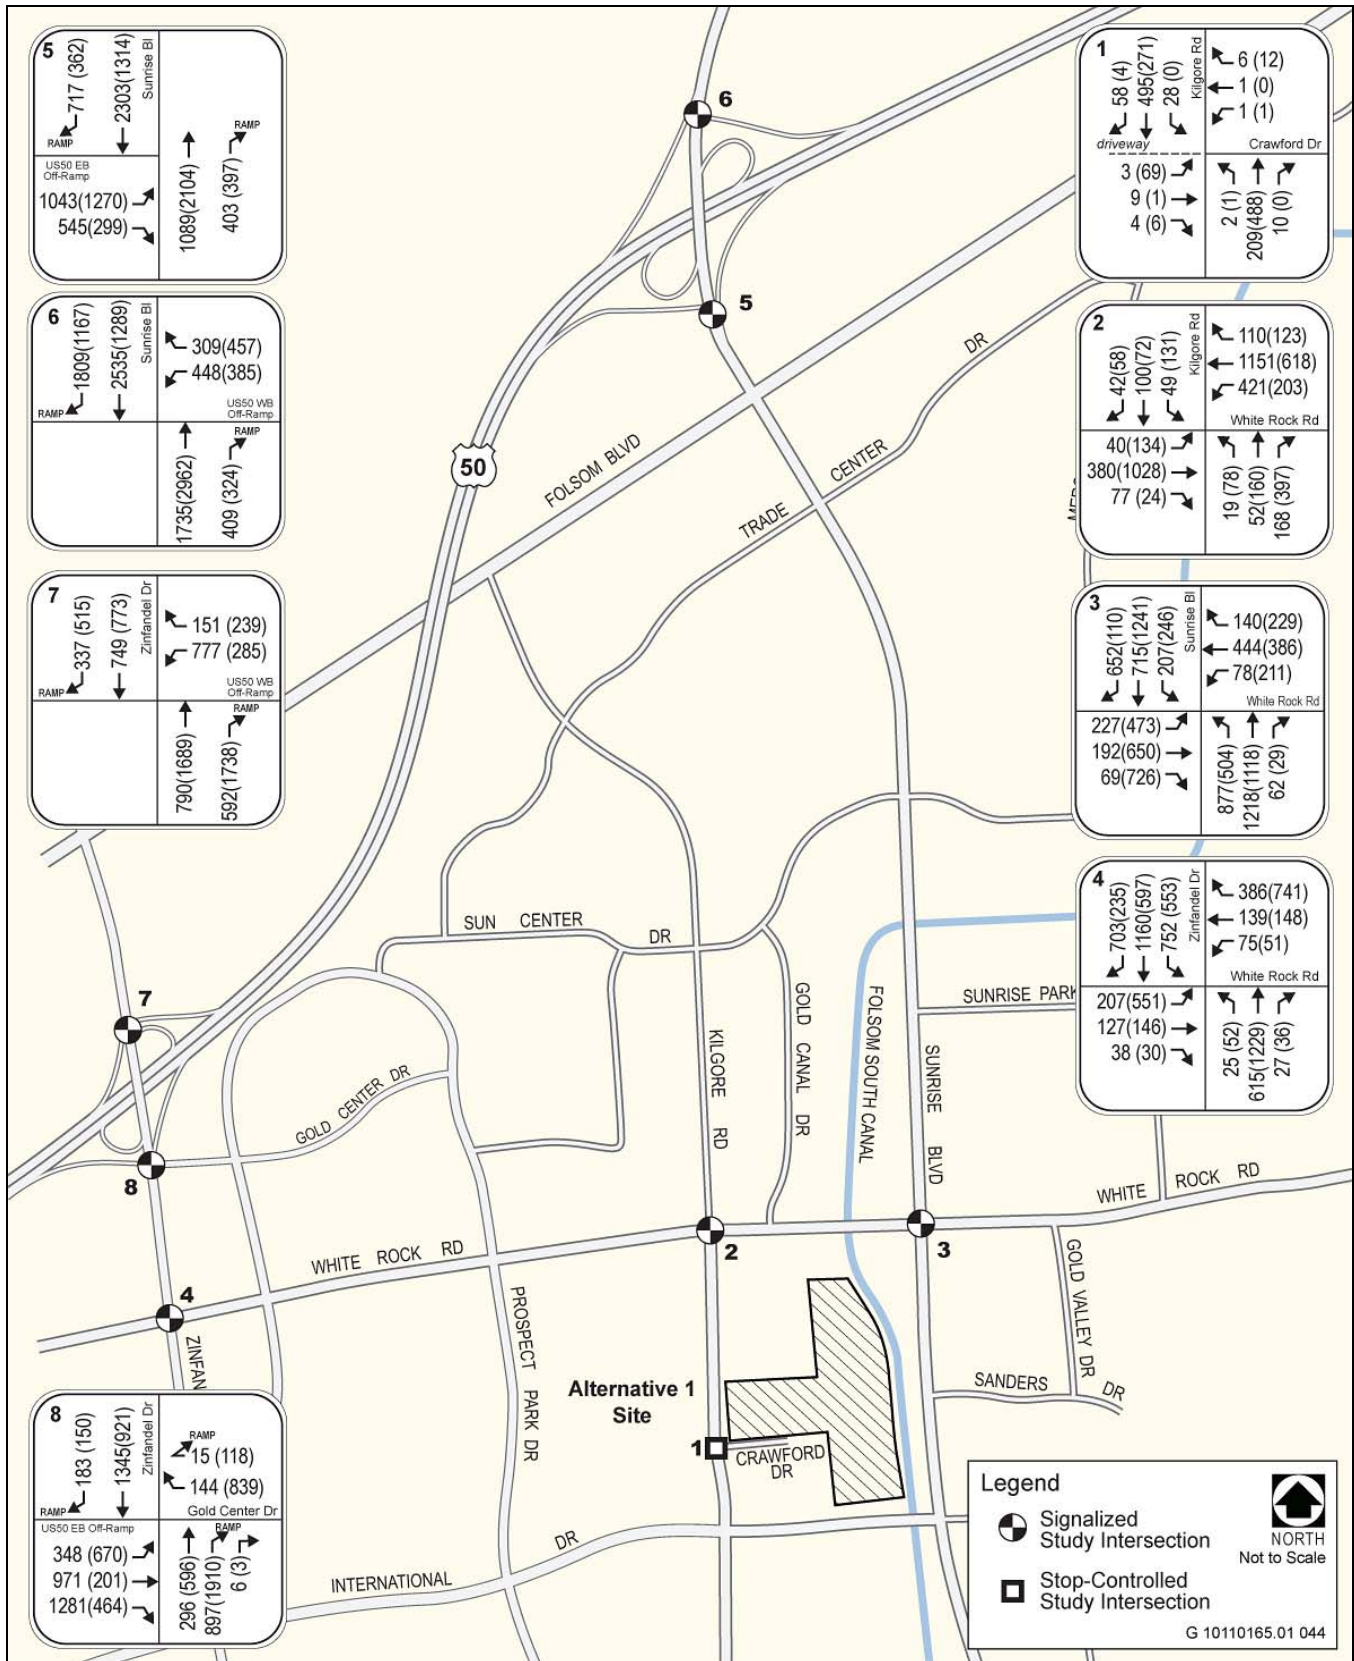 5
717 (362)
2303(1314)
Sunrise Bl
RAMP
US50 EB
Off-Ramp
1043(1270)
545(299)
1089(2104)
403 (397)
RAMP
6
1809(1167)
2535(1289)
Sunrise Bl
RAMP
309(457)
448(385)
US50 WB
Off-Ramp
1735(2962)
409 (324)
RAMP
7
337 (515)
749 (773)
Zinfandel Dr
RAMP
151 (239)
777 (285)
US50 WB
Off-Ramp
790(1689)
592(1738)
RAMP
8
183 (150)
1345(921)
Zinfandel Dr
RAMP
RAMP
15 (118)
144 (839)
Gold Center Dr
US50 EB Off-Ramp
348 (670)
971 (201)
1281(464)
296 (596)
897(1910)
RAMP
6 (3)
1
58 (4)
495(271)
28 (0)
Kilgore Rd
6 (12)
1 (0)
1 (1)
driveway
Crawford Dr
3 (69)
9 (1)
4 (6)
2 (1)
209(488)
10 (0)
2
42(58)
100(72)
49 (131)
Kilgore Rd
110(123)
1151(618)
421(203)
White Rock Rd
40(134)
380(1028)
77 (24)
19 (78)
52(160)
168 (397)
3
652(110)
715(1241)
207(246)
Sunrise Bl
140(229)
444(386)
78(211)
White Rock Rd
227(473)
192(650)
69(726)
877(504)
1218(1118)
62 (29)
4
703(235)
1160(597)
752 (553)
Zinfandel Dr
386(741)
139(148)
75(51)
White Rock Rd
207(551)
127(146)
38 (30)
25 (52)
615(1229)
27 (36)
6
5
50
FOLSOM BLVD
TRADE CENTER DR
SUN CENTER DR
KILGORE RD
GOLD CANAL DR
FOLSOM SOUTH CANAL
SUNRISE PARK
SUNRISE BLVD
7
GOLD CENTER DR
8
WHITE ROCK RD
WHITE ROCK RD
2
3
4
ZINFAN
PROSPECT PARK DR
GOLD VALLEY DR
SANDERS DR
Alternative 1
Site
1
CRAWFORD
DR
INTERNATIONAL DR
Legend
Signalized
Study Intersection
Stop-Controlled
Study Intersection
NORTH
Not to Scale
G 10110165.01 044